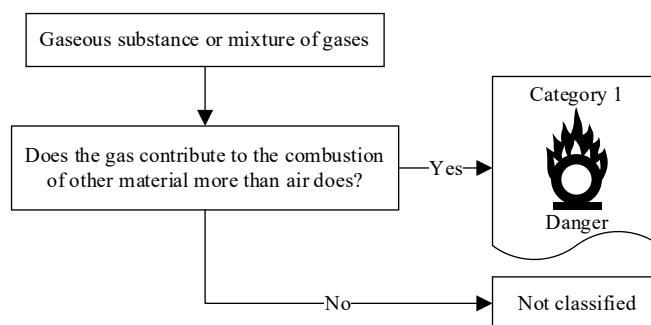 Gaseous substance or mixture of gases
Does the gas contribute to the combustion
of other material more than air does?
Yes
Category 1
Danger
No
Not classified